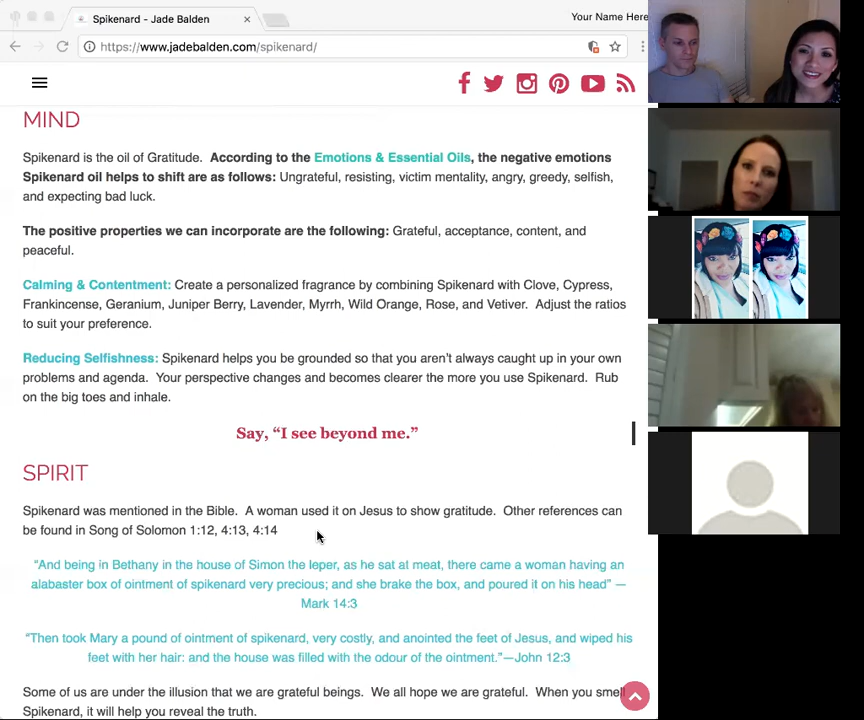 Spikenard - Jade Balden
Your Name Here
https://www.jadebalden.com/spikenard/
MIND
Spikenard is the oil of Gratitude.  According to the Emotions & Essential Oils, the negative emotions
Spikenard oil helps to shift are as follows: Ungrateful, resisting, victim mentality, angry, greedy, selfish,
and expecting bad luck.
The positive properties we can incorporate are the following: Grateful, acceptance, content, and
peaceful.
Calming & Contentment: Create a personalized fragrance by combining Spikenard with Clove, Cypress,
Frankincense, Geranium, Juniper Berry, Lavender, Myrrh, Wild Orange, Rose, and Vetiver.  Adjust the ratios
to suit your preference.
Reducing Selfishness: Spikenard helps you be grounded so that you aren’t always caught up in your own
problems and agenda.  Your perspective changes and becomes clearer the more you use Spikenard.  Rub
on the big toes and inhale.
Say, “I see beyond me.”
SPIRIT
Spikenard was mentioned in the Bible.  A woman used it on Jesus to show gratitude.  Other references can
be found in Song of Solomon 1:12, 4:13, 4:14
“And being in Bethany in the house of Simon the leper, as he sat at meat, there came a woman having an
alabaster box of ointment of spikenard very precious; and she brake the box, and poured it on his head” —
Mark 14:3
“Then took Mary a pound of ointment of spikenard, very costly, and anointed the feet of Jesus, and wiped his
feet with her hair: and the house was filled with the odour of the ointment.”—John 12:3
Some of us are under the illusion that we are grateful beings.  We all hope we are grateful.  When you smell
Spikenard, it will help you reveal the truth.